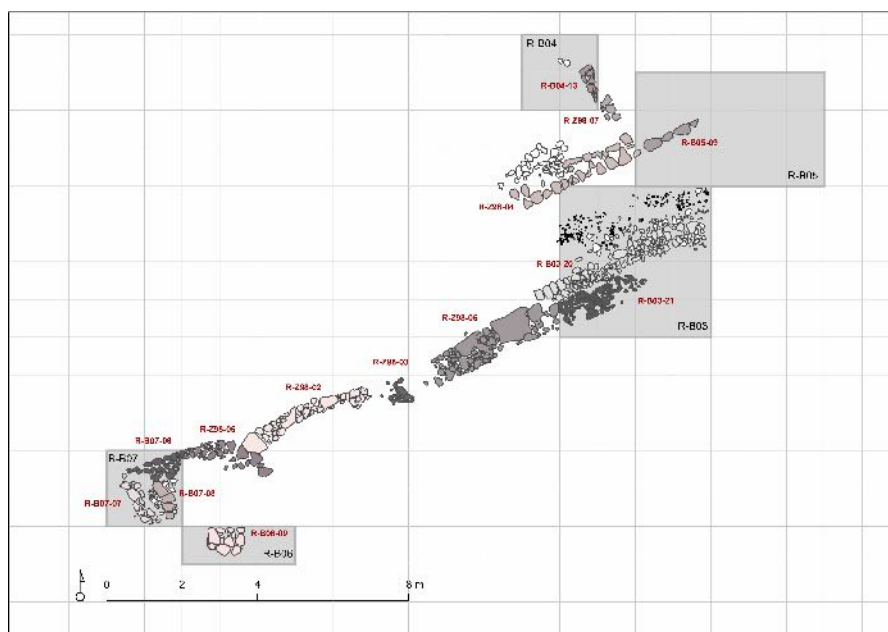 R-B04
R-B04-13
R-Z98-07
R-B05-09
R-B05
R-Z98-04
R-B03-20
R-B03-21
R-Z98-06
R-B03
R-Z98-03
R-Z98-02
R-Z98-05
R-B07-06
R-B07
R-B07-07
R-B07-08
R-B06-09
R-B06
0 2 4 8 m